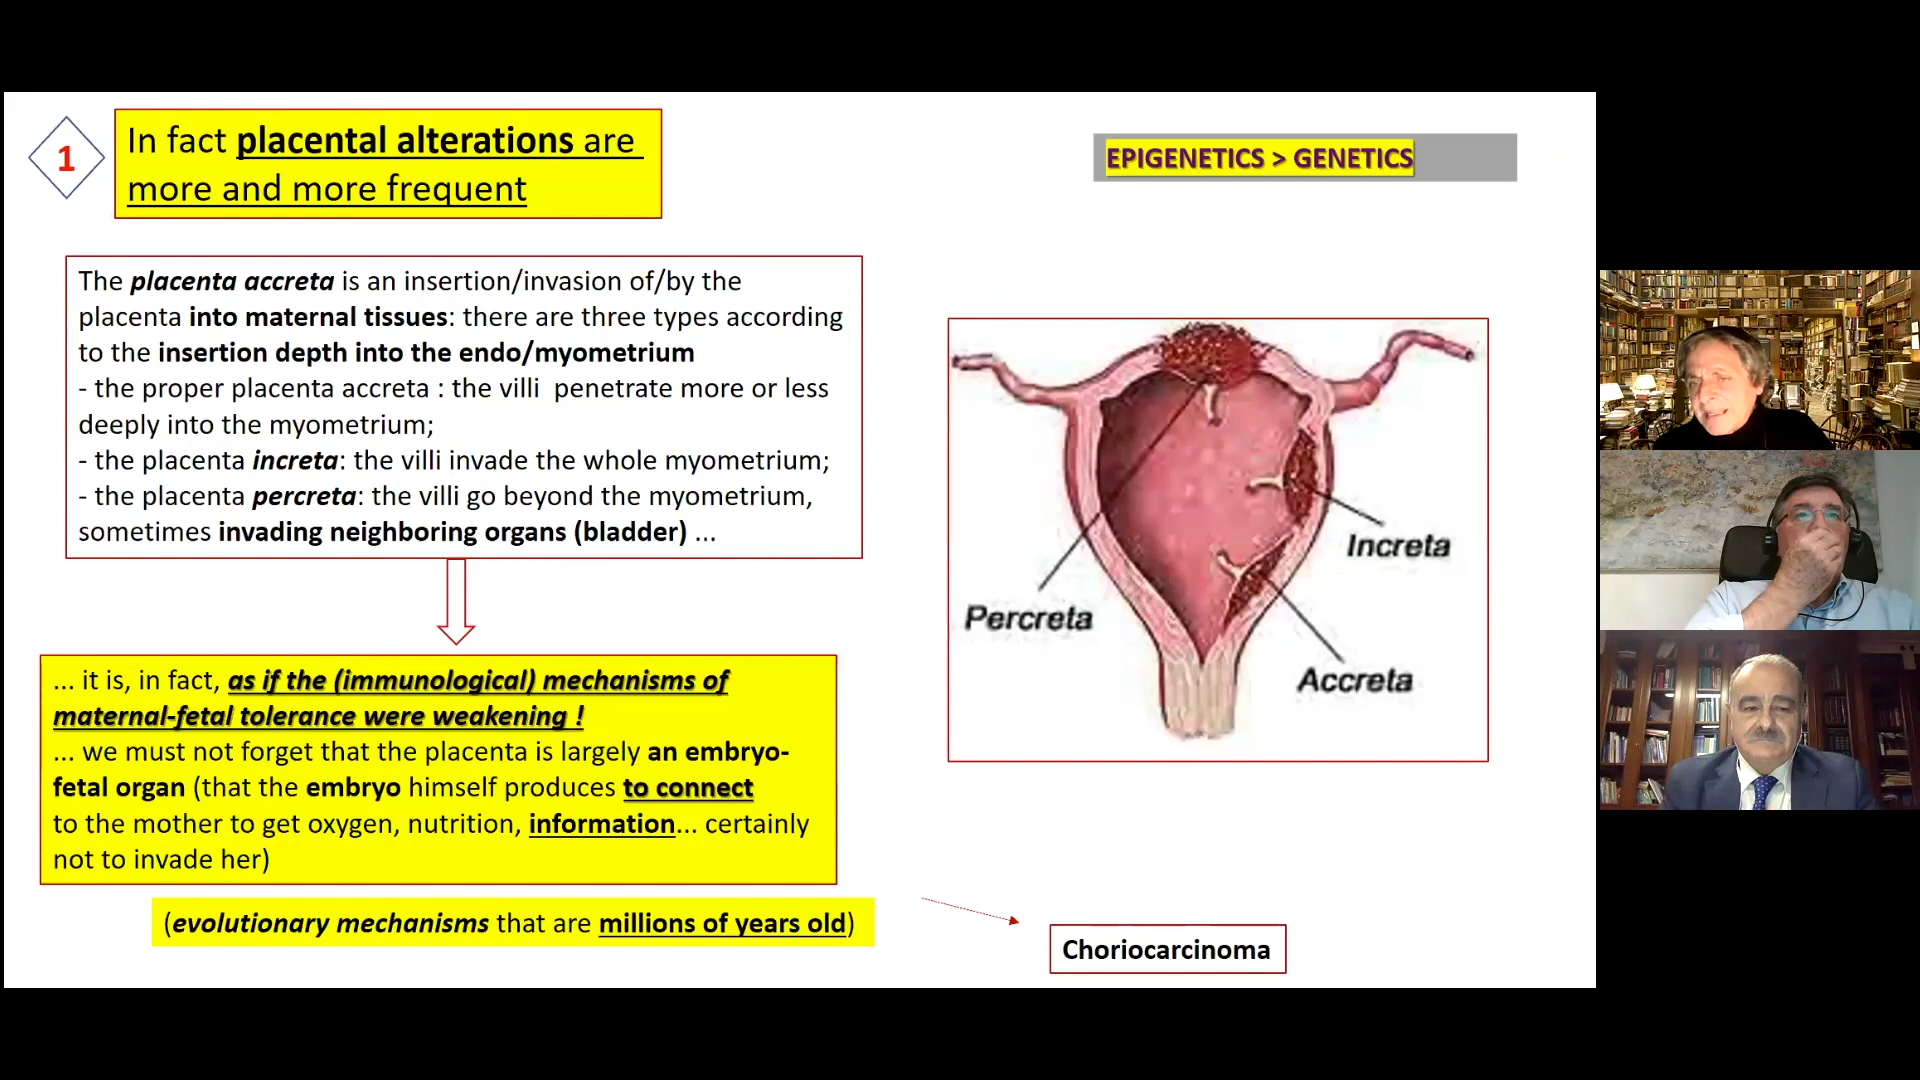 1
In fact placental alterations are
more and more frequent
EPIGENETICS > GENETICS
The placenta accreta is an insertion/invasion of/by the
placenta into maternal tissues: there are three types according
to the insertion depth into the endo/myometrium
- the proper placenta accreta : the villi penetrate more or less
deeply into the myometrium;
- the placenta increta: the villi invade the whole myometrium;
- the placenta percreta: the villi go beyond the myometrium,
sometimes invading neighboring organs (bladder) ...
Increta
Percreta
Accreta
... it is, in fact, as if the (immunological) mechanisms of
maternal-fetal tolerance were weakening !
... we must not forget that the placenta is largely an embryo-
fetal organ (that the embryo himself produces to connect
to the mother to get oxygen, nutrition, information... certainly
not to invade her)
(evolutionary mechanisms that are millions of years old)
Choriocarcinoma